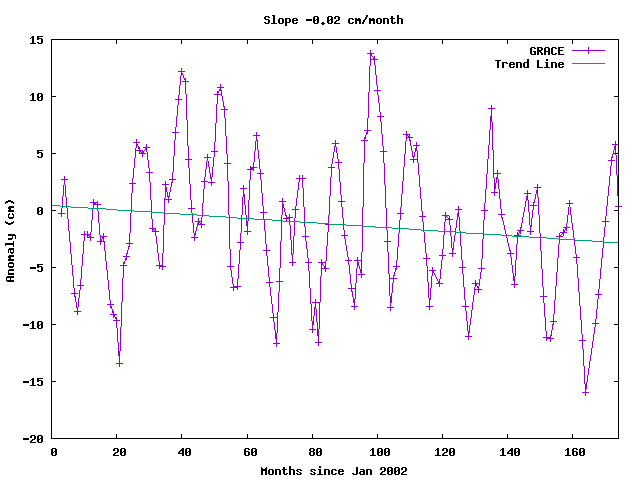 Slope -0.02 cm/month
15
10
5
0
-5
-10
-15
-20
Anomaly (cm)
GRACE
Trend Line
0 20 40 60 80 100 120 140 160
Months since Jan 2002